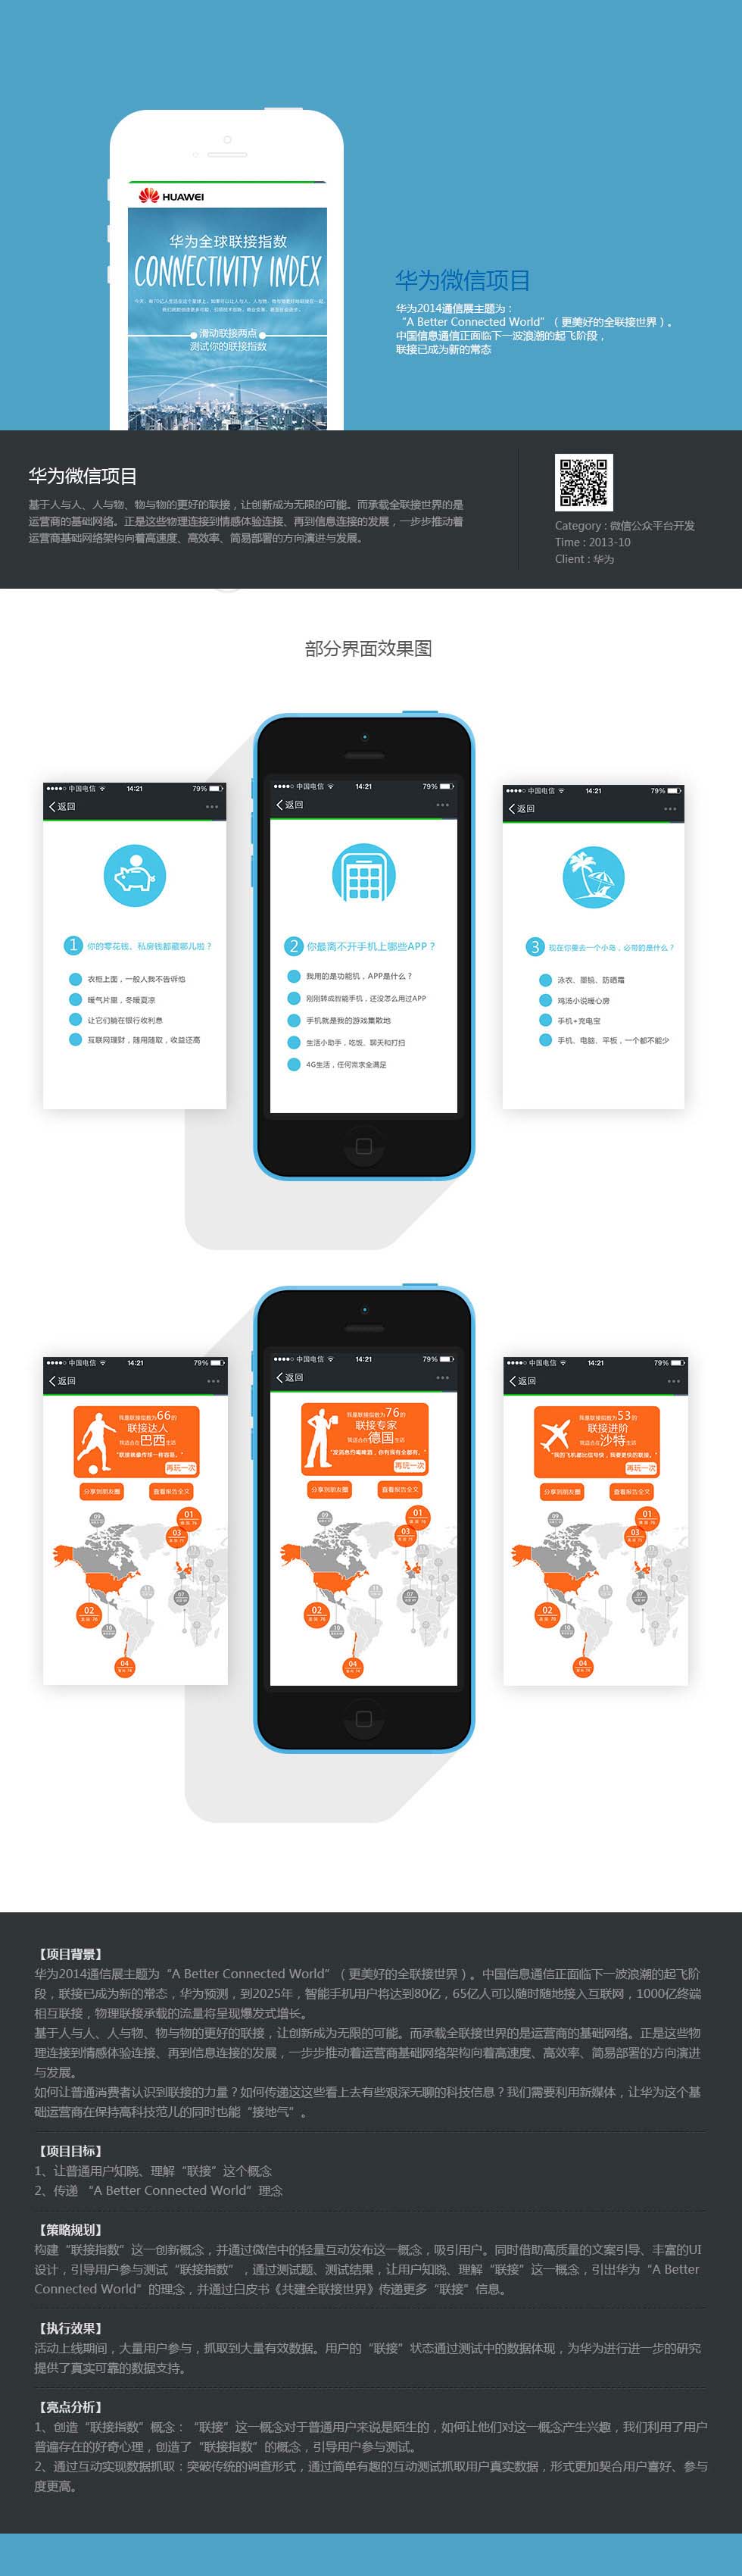 HUAWEI
华为全球联接指数
CONNECTIVITY INDEX
滑动联接两点
测试你的联接指数
华为微信项目
华为2014通信展主题为：
“A Better Connected World”（更美好的全联接世界）。
中国信息通信正面临下一波浪潮的起飞阶段，
联接已成为新的常态
华为微信项目
基于人与人、人与物、物与物的更好的联接，让创新成为无限的可能。而承载全联接世界的是
运营商的基础网络。正是这些物理连接到情感体验连接、再到信息连接的发展，一步步推动着
运营商基础网络架构向着高速度、高效率、简易部署的方向演进与发展。
Category : 微信公众平台开发
Time : 2013-10
Client : 华为
部分界面效果图
中国电信 14:21 79%
返回
1 你的零花钱、私房钱都藏哪儿啦？
衣柜上面，一般人我不告诉他
暖气片里，冬暖夏凉
让它们躺在银行收利息
互联网理财，随用随取，收益还高
中国电信 14:21 79%
返回
2 你最离不开手机上哪些APP？
我用的是功能机，APP是什么？
刚刚转成智能手机，还没怎么用过APP
手机就是我的游戏集散地
生活小助手，吃饭、聊天和打扫
4G生活，任何需求全满足
中国电信 14:21 79%
返回
3 现在你要去一个小岛，必带的是什么？
泳衣、墨镜、防晒霜
鸡汤小说暖心房
手机+充电宝
手机、电脑、平板，一个都不能少
中国电信 14:21 79%
返回
我是联接指数为66的
联接达人
我适合在巴西生活
“联接就像传球一样容易。”
再玩一次
分享到朋友圈
查看报告全文
09
01
03
02
10
07
04
中国电信 14:21 79%
返回
我是联接指数为76的
联接专家
我适合在德国生活
再玩一次
分享到朋友圈
查看报告全文
09
01
03
02
10
07
04
中国电信 14:21 79%
返回
我是联接指数为53的
联接进阶
我适合在沙特生活
“我的飞机都比信号快，我要更快的联接。”
再玩一次
分享到朋友圈
查看报告全文
09
01
03
02
10
07
04
【项目背景】
华为2014通信展主题为“A Better Connected World”（更美好的全联接世界）。中国信息通信正面临下一波浪潮的起飞阶
段，联接已成为新的常态，华为预测，到2025年，智能手机用户将达到80亿，65亿人可以随时随地接入互联网，1000亿终端
相互联接，物理联接承载的流量将呈现爆发式增长。
基于人与人、人与物、物与物的更好的联接，让创新成为无限的可能。而承载全联接世界的是运营商的基础网络。正是这些物
理连接到情感体验连接、再到信息连接的发展，一步步推动着运营商基础网络架构向着高速度、高效率、简易部署的方向演进
与发展。
如何让普通消费者认识到联接的力量？如何传递这这些看上去有些艰深无聊的科技信息？我们需要利用新媒体，让华为这个基
础运营商在保持高科技范儿的同时也能“接地气”。
【项目目标】
1、让普通用户知晓、理解“联接”这个概念
2、传递 “A Better Connected World”理念
【策略规划】
构建“联接指数”这一创新概念，并通过微信中的轻量互动发布这一概念，吸引用户。同时借助高质量的文案引导、丰富的UI
设计，引导用户参与测试“联接指数”，通过测试题、测试结果，让用户知晓、理解“联接”这一概念，引出华为“A Better
Connected World”的理念，并通过白皮书《共建全联接世界》传递更多“联接”信息。
【执行效果】
活动上线期间，大量用户参与，抓取到大量有效数据。用户的“联接”状态通过测试中的数据体现，为华为进行进一步的研究
提供了真实可靠的数据支持。
【亮点分析】
1、创造“联接指数”概念：“联接”这一概念对于普通用户来说是陌生的，如何让他们对这一概念产生兴趣，我们利用了用户
普遍存在的好奇心理，创造了“联接指数”的概念，引导用户参与测试。
2、通过互动实现数据抓取：突破传统的调查形式，通过简单有趣的互动测试抓取用户真实数据，形式更加契合用户喜好、参与
度更高。